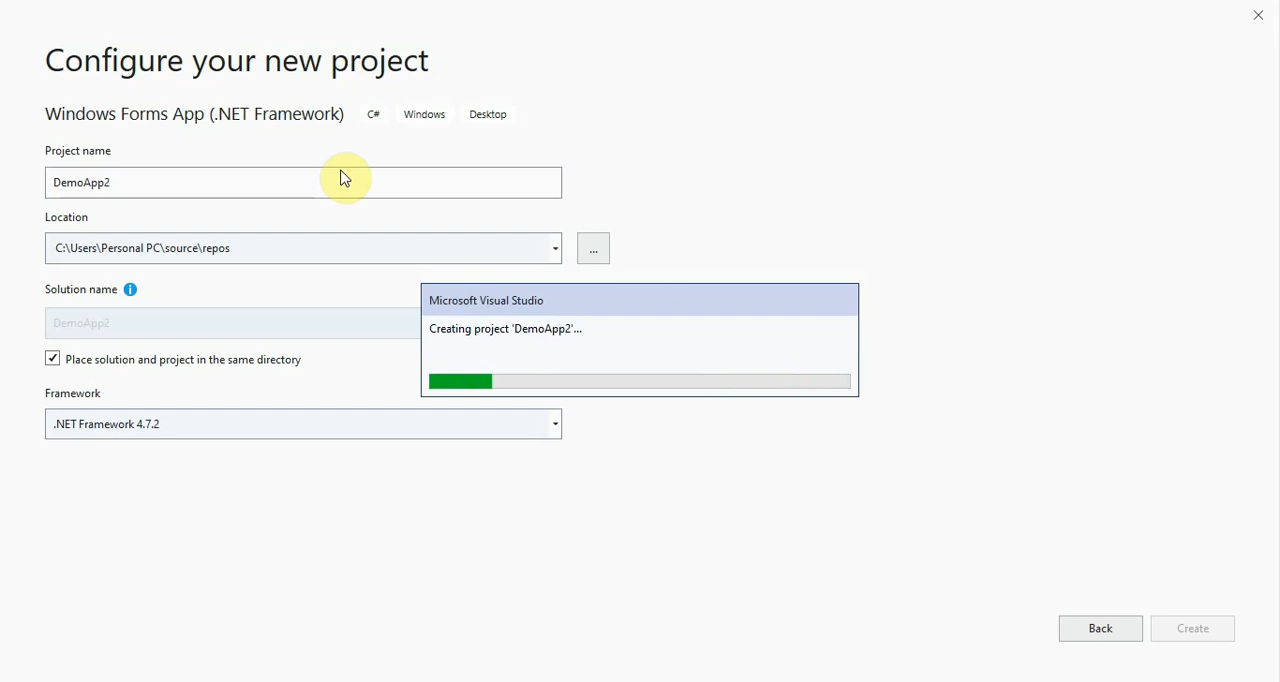 Configure your new project
Windows Forms App (.NET Framework) C# Windows Desktop
Project name
DemoApp2
Location
C:\Users\Personal PC\source\repos
...
Solution name
DemoApp2
Place solution and project in the same directory
Framework
.NET Framework 4.7.2
Microsoft Visual Studio
Creating project 'DemoApp2'...
Back Create